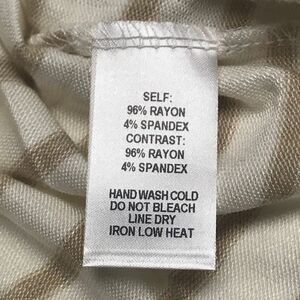 SELF:
96% RAYON
4% SPANDEX
CONTRAST:
96% RAYON
4% SPANDEX
HAND WASH COLD
DO NOT BLEACH
LINE DRY
IRON LOW HEAT